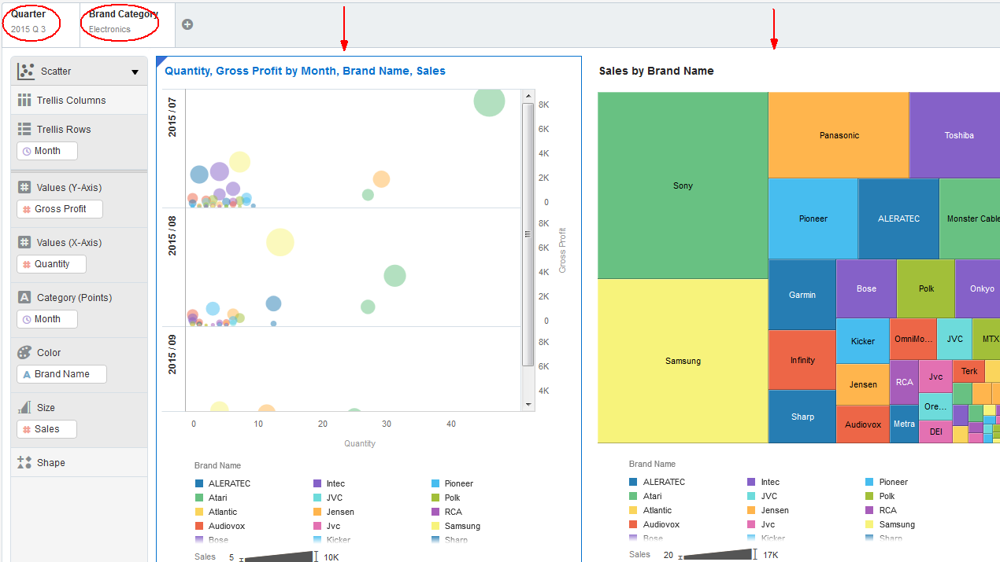 Quarter
2015 Q 3
Brand Category
Electronics
Scatter
Trellis Columns
Trellis Rows
Month
Values (Y-Axis)
Gross Profit
Values (X-Axis)
Quantity
Category (Points)
Month
Color
A Brand Name
Size
Sales
Shape
Quantity, Gross Profit by Month, Brand Name, Sales
2015 / 07
8K
6K
4K
2K
0
2015 / 08
8K
6K
4K
2K
0
2015 / 09
8K
6K
4K
Gross Profit
0 10 20 30 40
Quantity
Brand Name
ALERATEC Intec Pioneer
Atari JVC Polk
Atlantic Jensen RCA
Audiovox Jvc Samsung
Bose Kicker Sharp
Sales 5 10K
Sales by Brand Name
Sony
Samsung
Panasonic
Toshiba
Pioneer
ALERATEC
Monster Cable
Garmin
Bose
Polk
Onkyo
Infinity
Kicker
OmniMo...
JVC
MTX
Sharp
Jensen
RCA
Jvc
Terk
Audiovox
Metra
Ore...
DEI
Brand Name
ALERATEC Intec Pioneer
Atari JVC Polk
Atlantic Jensen RCA
Audiovox Jvc Samsung
Bose Kicker Sharp
Sales 20 17K